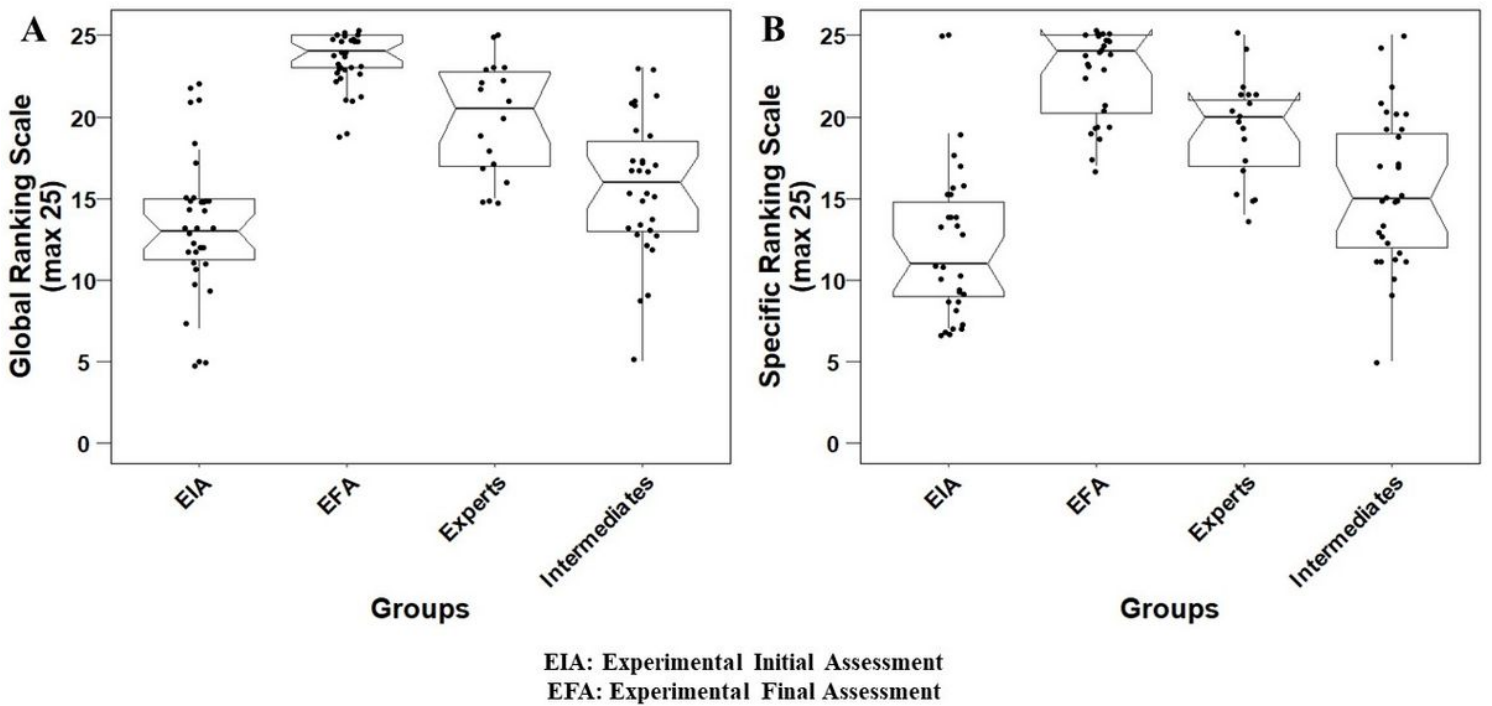 A
Global Ranking Scale
(max 25)
25
20
15
10
5
0
EIA
EFA
Experts
Intermediates
Groups
B
Specific Ranking Scale
(max 25)
25
20
15
10
5
0
EIA
EFA
Experts
Intermediates
Groups
EIA: Experimental Initial Assessment
EFA: Experimental Final Assessment